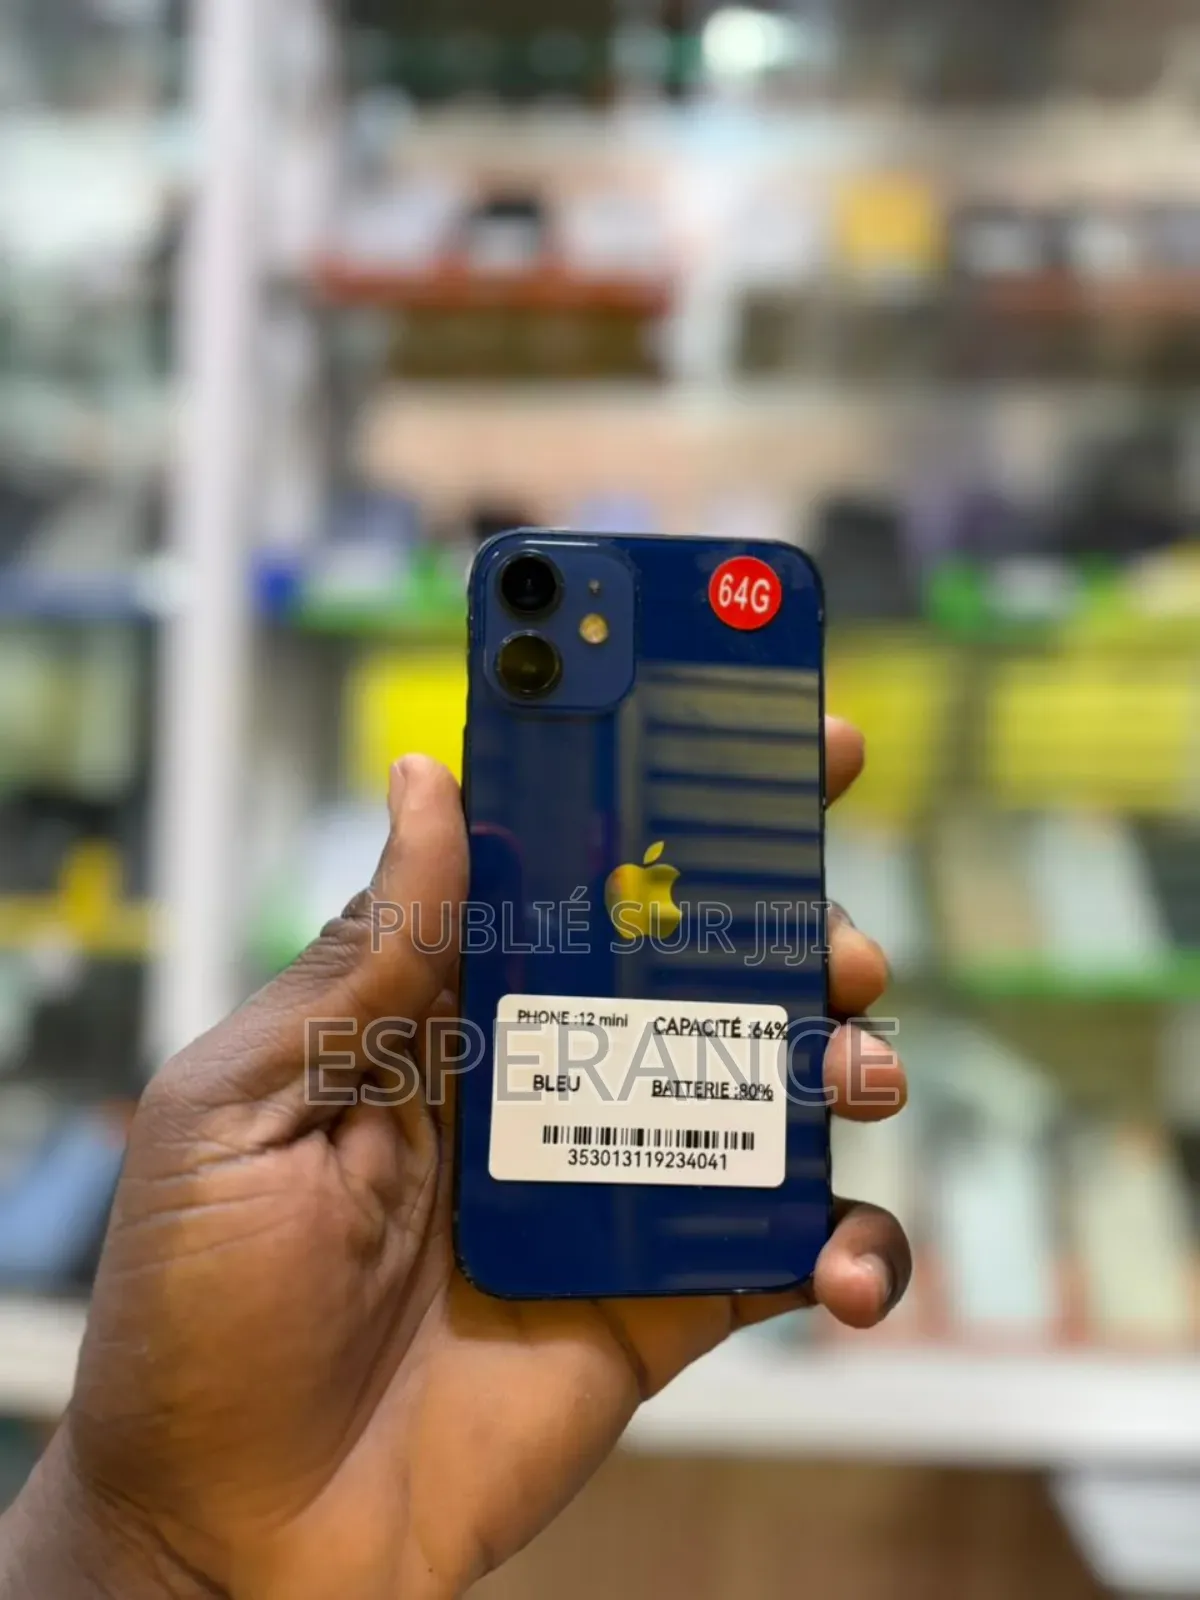 64G
PUBLIÉ SUR JIJI
PHONE :12 mini CAPACITÉ :64%
ESPERANCE
BLEU BATTERIE :80%
353013119234041